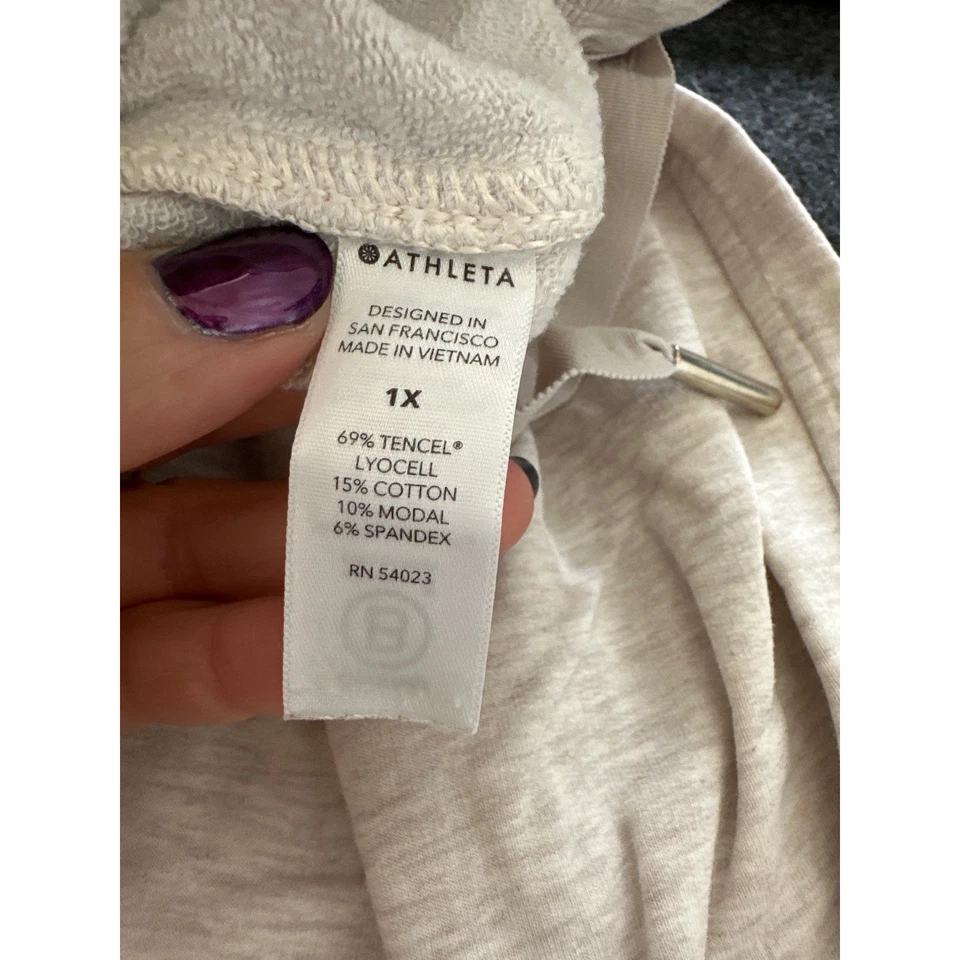 ATHLETA
DESIGNED IN
SAN FRANCISCO
MADE IN VIETNAM
1X
69% TENCEL®
LYOCELL
15% COTTON
10% MODAL
6% SPANDEX
RN 54023
B